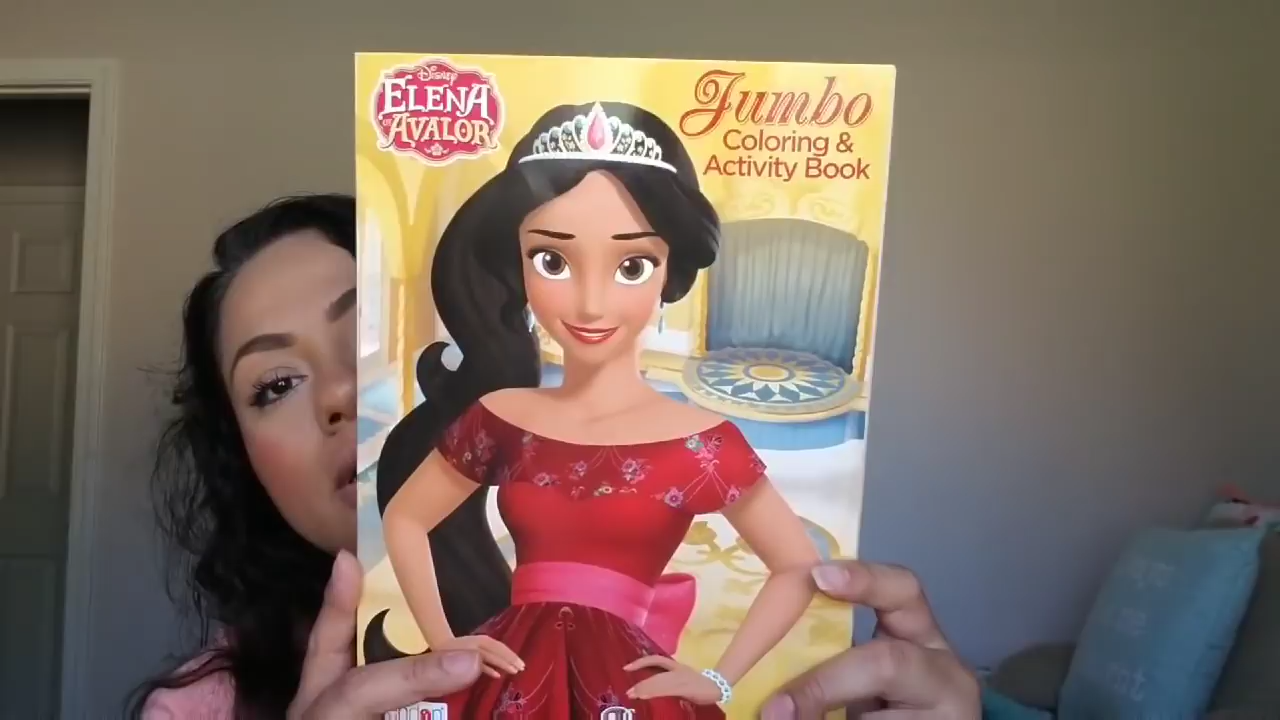 Disney
ELENA
OF AVALOR
Jumbo
Coloring &
Activity Book